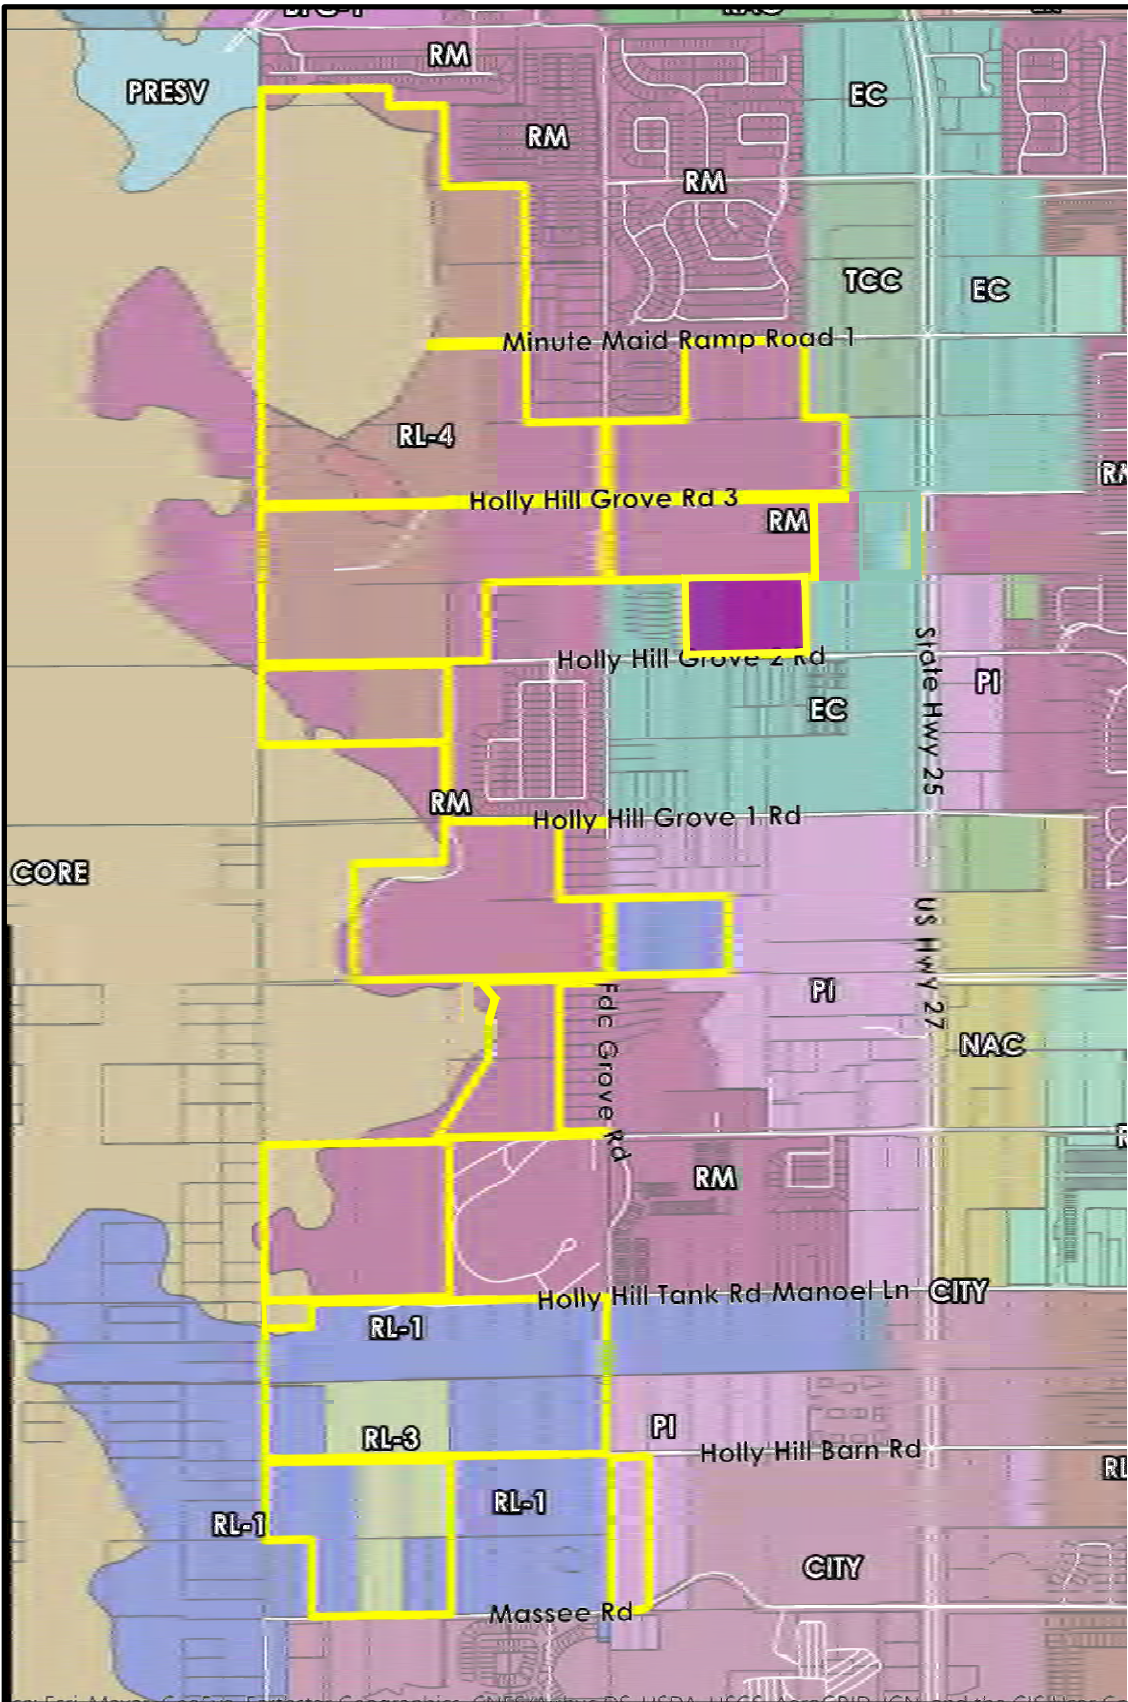 RM
PRESV
EC
RM
RM
TCC
EC
Minute Maid Ramp Road 1
RL-4
Holly Hill Grove Rd 3
RM
Holly Hill Grove 2 Rd
State Hwy 25
PI
EC
RM
Holly Hill Grove 1 Rd
CORE
US Hwy 27
PI
Fdc Grove Rd
NAC
RM
Holly Hill Tank Rd Manoel Ln
CITY
RL-1
PI
RL-3
Holly Hill Barn Rd
RL-1
RL-1
CITY
Massee Rd